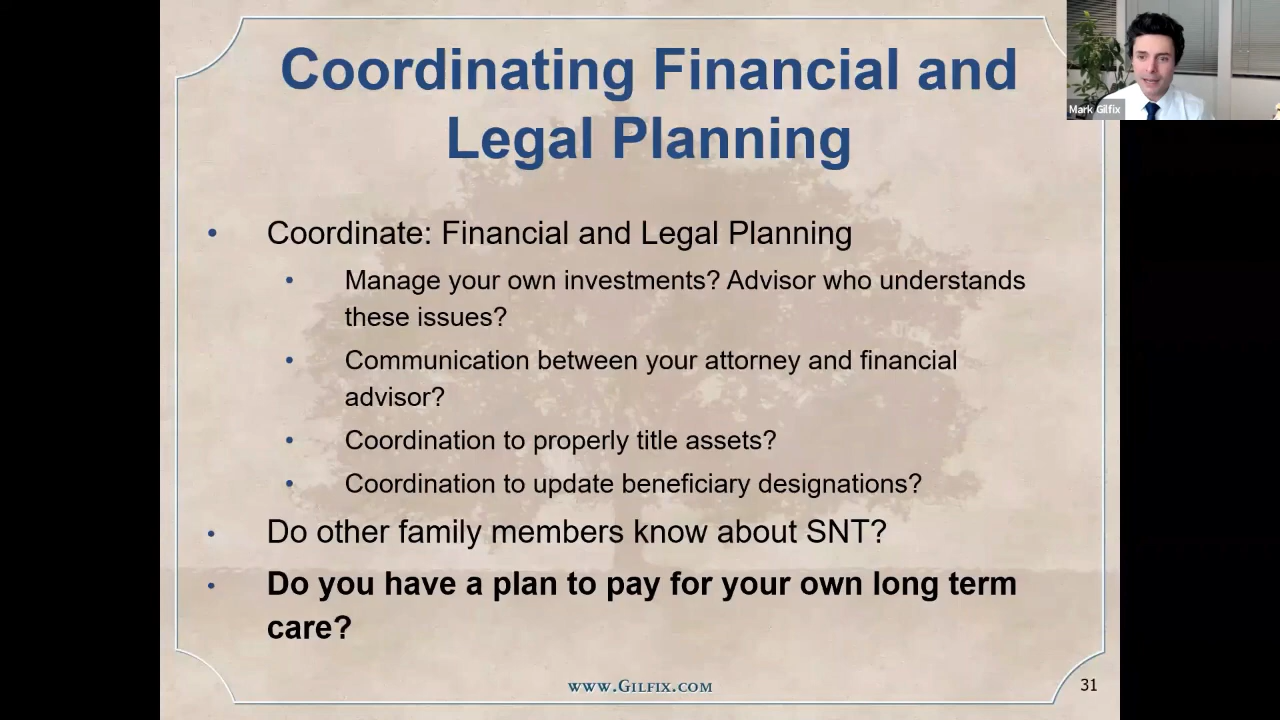 Coordinating Financial and
Legal Planning
Mark Gilfix
• Coordinate: Financial and Legal Planning
• Manage your own investments? Advisor who understands
these issues?
• Communication between your attorney and financial
advisor?
• Coordination to properly title assets?
• Coordination to update beneficiary designations?
• Do other family members know about SNT?
• Do you have a plan to pay for your own long term
care?
www.Gilfix.com
31